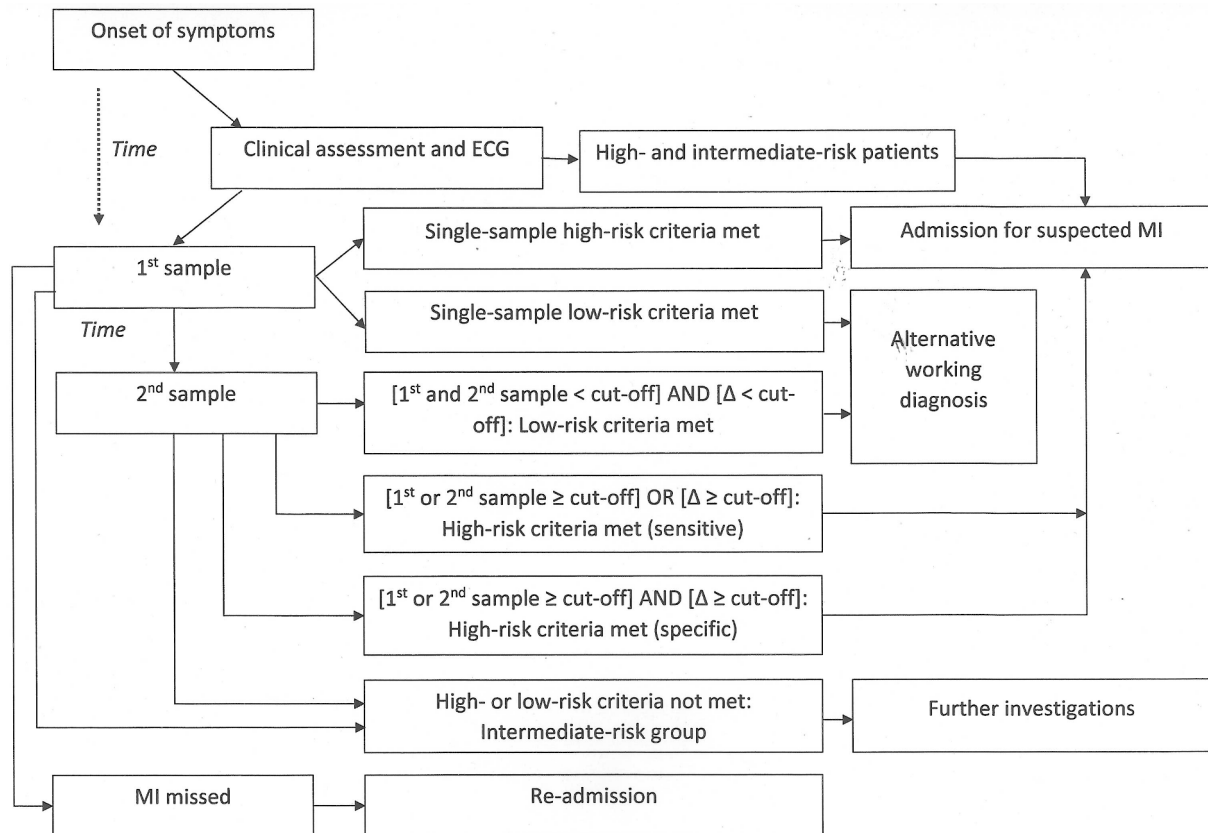 Onset of symptoms
Time
Clinical assessment and ECG
High- and intermediate-risk patients
1st sample
Single-sample high-risk criteria met
Admission for suspected MI
Time
Single-sample low-risk criteria met
Alternative
working
diagnosis
2nd sample
[1st and 2nd sample < cut-off] AND [Δ < cut-
off]: Low-risk criteria met
[1st or 2nd sample ≥ cut-off] OR [Δ ≥ cut-off]:
High-risk criteria met (sensitive)
[1st or 2nd sample ≥ cut-off] AND [Δ ≥ cut-off]:
High-risk criteria met (specific)
High- or low-risk criteria not met:
Intermediate-risk group
Further investigations
MI missed
Re-admission